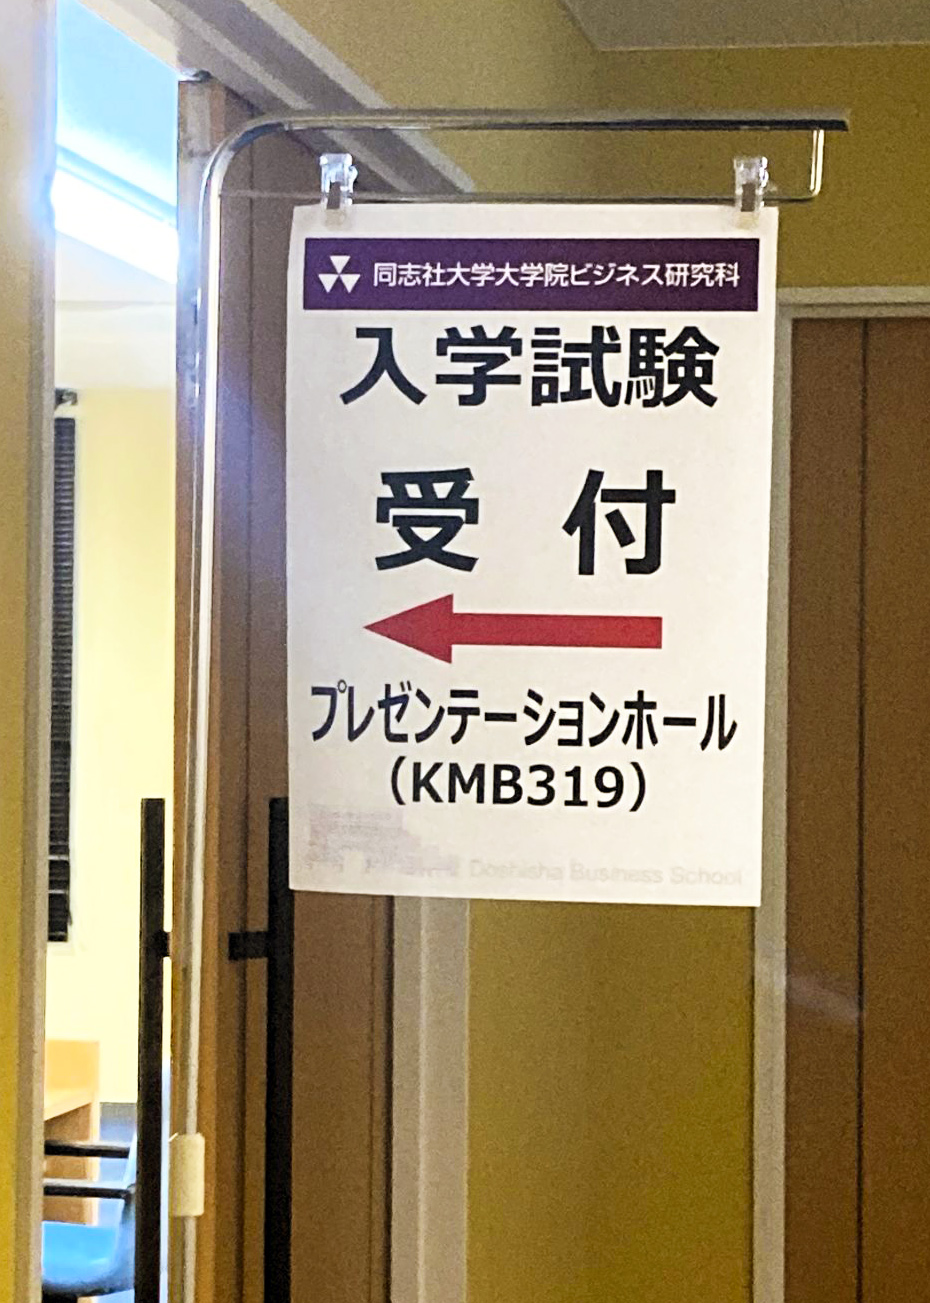 同志社大学大学院ビジネス研究科
入学試験
受 付
プレゼンテーションホール
(KMB319)
Doshisha Business School